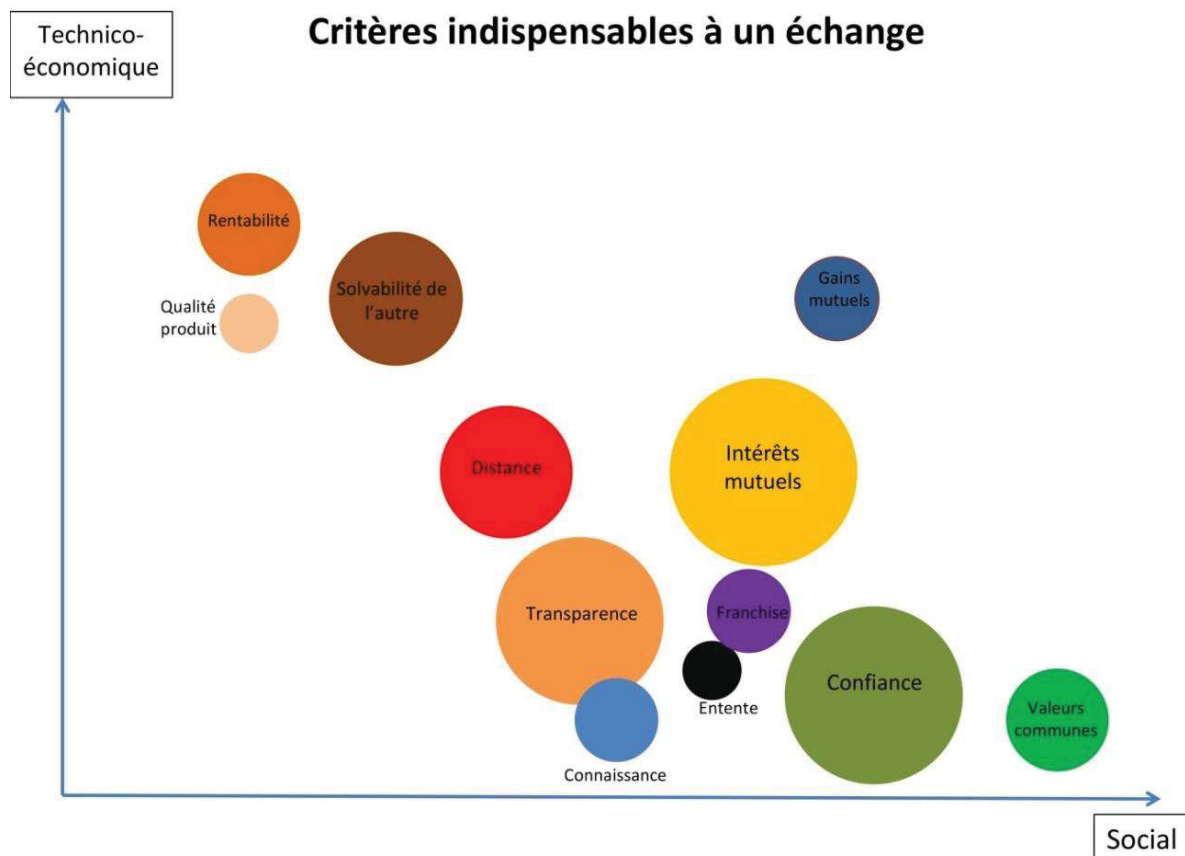 Technico-
économique
Critères indispensables à un échange
Rentabilité
Qualité
produit
Solvabilité de
l'autre
Gains
mutuels
Distance
Intérêts
mutuels
Transparence
Franchise
Entente
Confiance
Valeurs
communes
Connaissance
Social